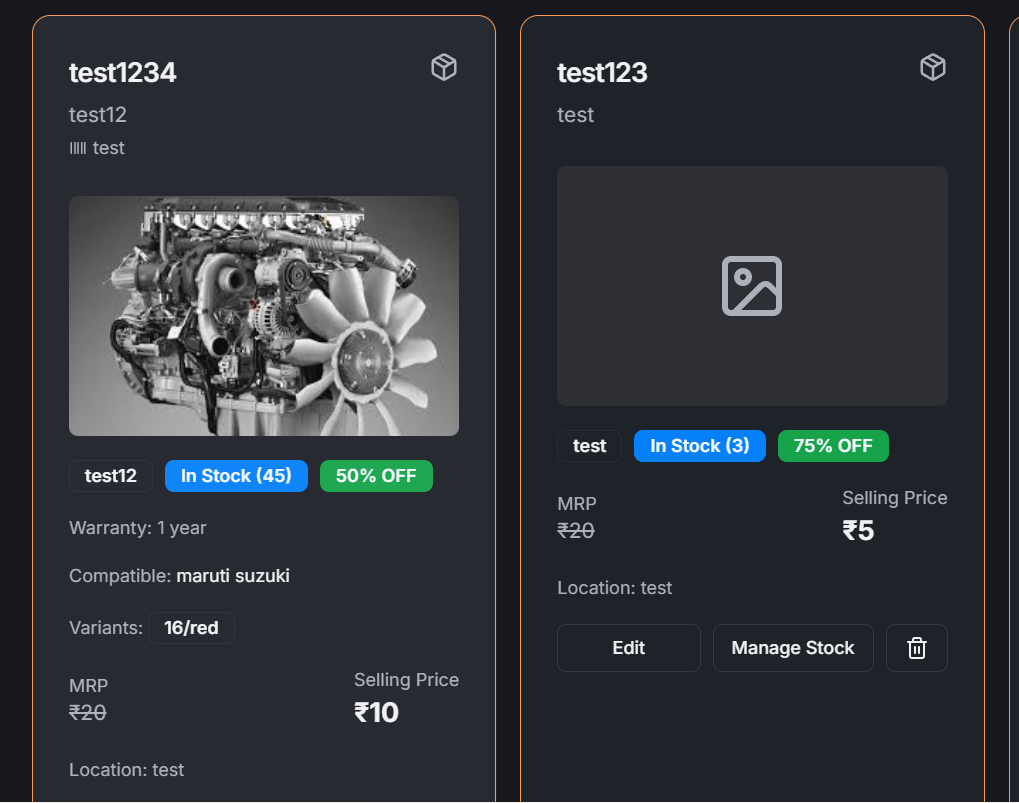 test1234
test12
test
test12
In Stock (45)
50% OFF
Warranty: 1 year
Compatible: maruti suzuki
Variants: 16/red
MRP
Selling Price
₹20
₹10
Location: test
test123
test
test
In Stock (3)
75% OFF
MRP
Selling Price
₹20
₹5
Location: test
Edit
Manage Stock